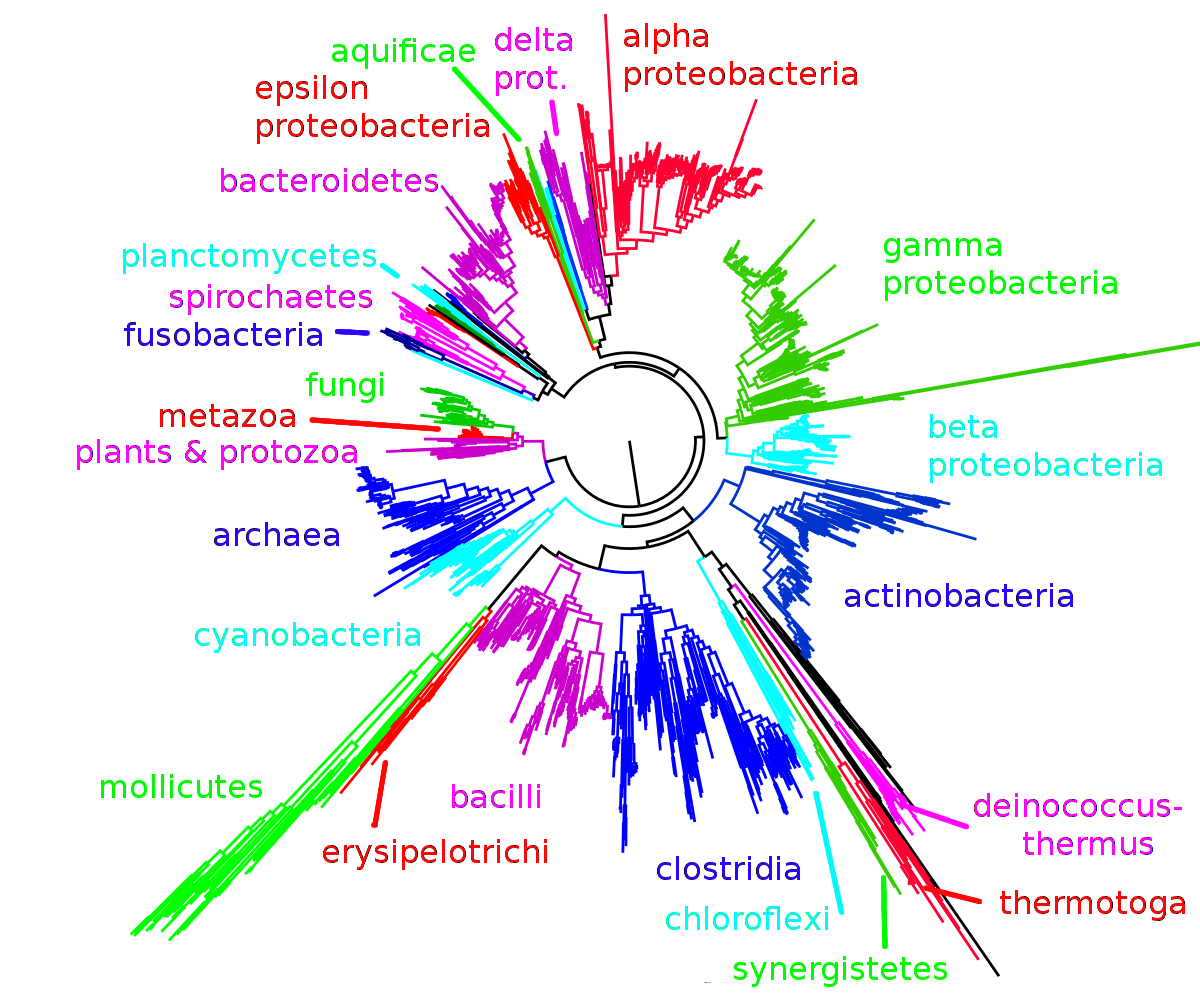 aquificae
delta
prot.
alpha
proteobacteria
epsilon
proteobacteria
bacteroidetes
gamma
proteobacteria
planctomycetes
spirochaetes
fusobacteria
fungi
metazoa
plants & protozoa
beta
proteobacteria
archaea
actinobacteria
cyanobacteria
mollicutes
bacilli
erysipelotrichi
deinococcus-
thermus
clostridia
thermotoga
chloroflexi
synergistetes